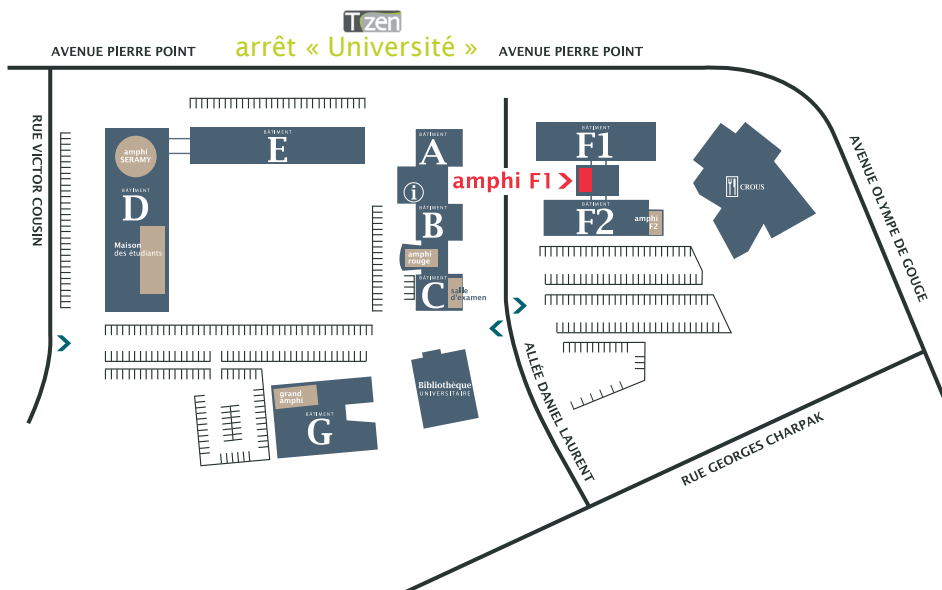 Tzen
arrêt « Université »
AVENUE PIERRE POINT
AVENUE PIERRE POINT
RUE VICTOR COUSIN
AVENUE OLYMPE DE GOUGE
amphi
SERAMY
BÂTIMENT
E
BÂTIMENT
D
Maison
des étudiants
BÂTIMENT
A
i
BÂTIMENT
B
amphi
rouge
BÂTIMENT
C
salle
d'examen
BÂTIMENT
F1
amphi F1
BÂTIMENT
F2
amphi
F2
CROUS
ALLÉE DANIEL LAURENT
RUE GEORGES CHARPAK
grand
amphi
BÂTIMENT
G
Bibliothèque
UNIVERSITAIRE